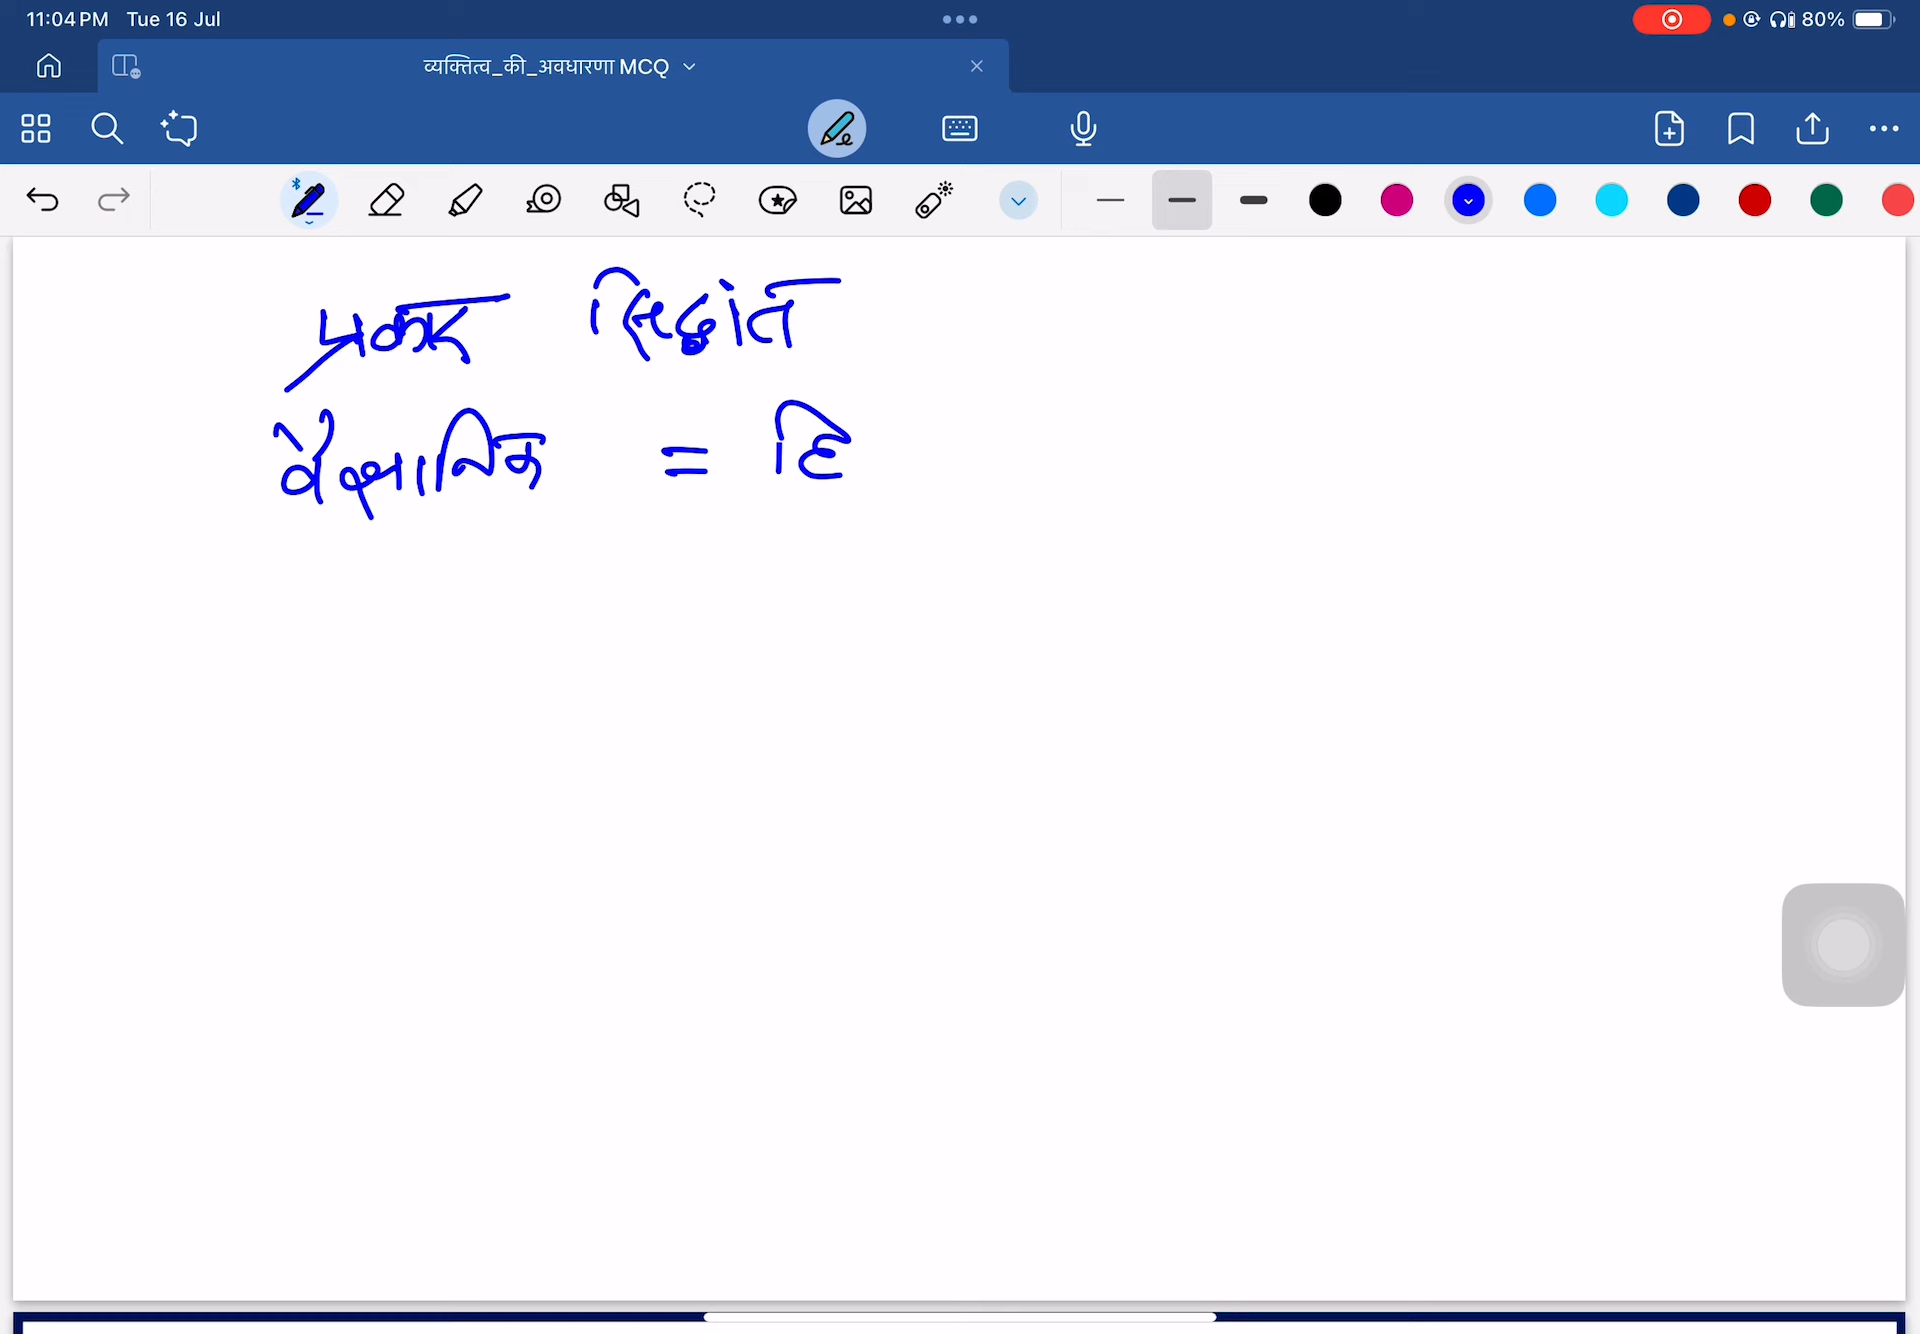 11:04 PM Tue 16 Jul
80%
व्यक्तित्व_की_अवधारणा MCQ
प्रकार सिद्धांत
वैज्ञानिक = हि